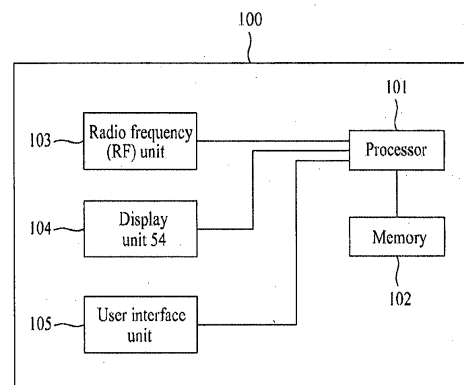 100
101
103
Radio frequency
(RF) unit
Processor
104
Display
unit 54
Memory
102
105
User interface
unit